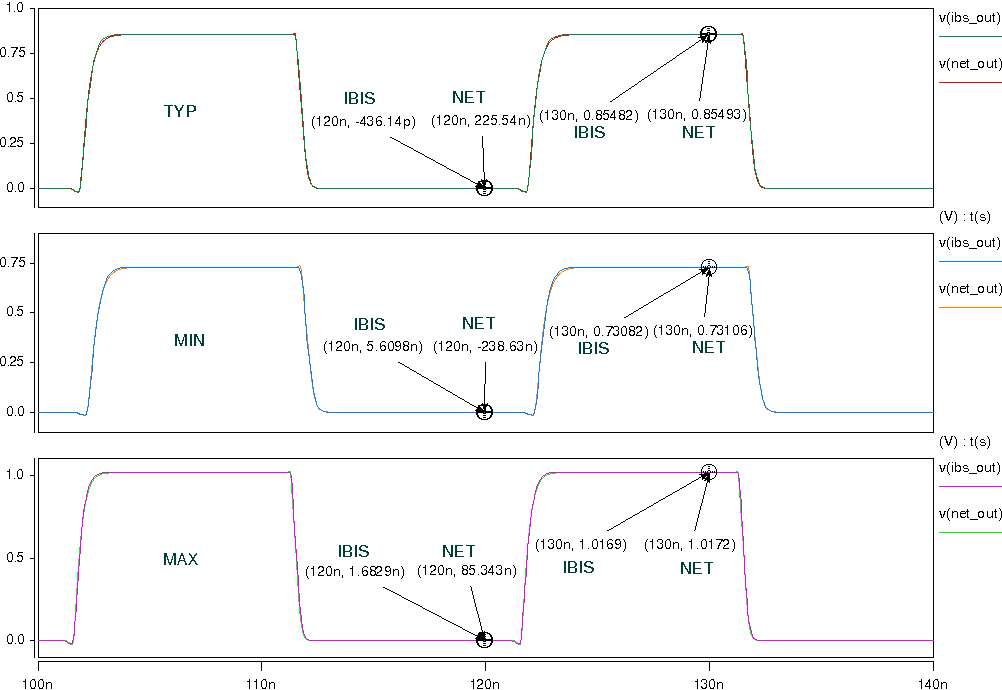 1.0
v(ibs_out)
0.75
v(net_out)
0.5
IBIS
NET
TYP
(120n, -436.14p)
(120n, 225.54n)
(130n, 0.85482)
(130n, 0.85493)
IBIS
NET
0.25
0.0
(V) : t(s)
v(ibs_out)
0.75
v(net_out)
0.5
IBIS
NET
(130n, 0.73082)
(130n, 0.73106)
MIN
(120n, 5.6098n)
(120n, -238.63n)
IBIS
NET
0.25
0.0
(V) : t(s)
v(ibs_out)
1.0
v(net_out)
IBIS
NET
(130n, 1.0169)
(130n, 1.0172)
0.5
MAX
(120n, 1.6829n)
(120n, 85.343n)
IBIS
NET
0.0
100n
110n
120n
130n
140n